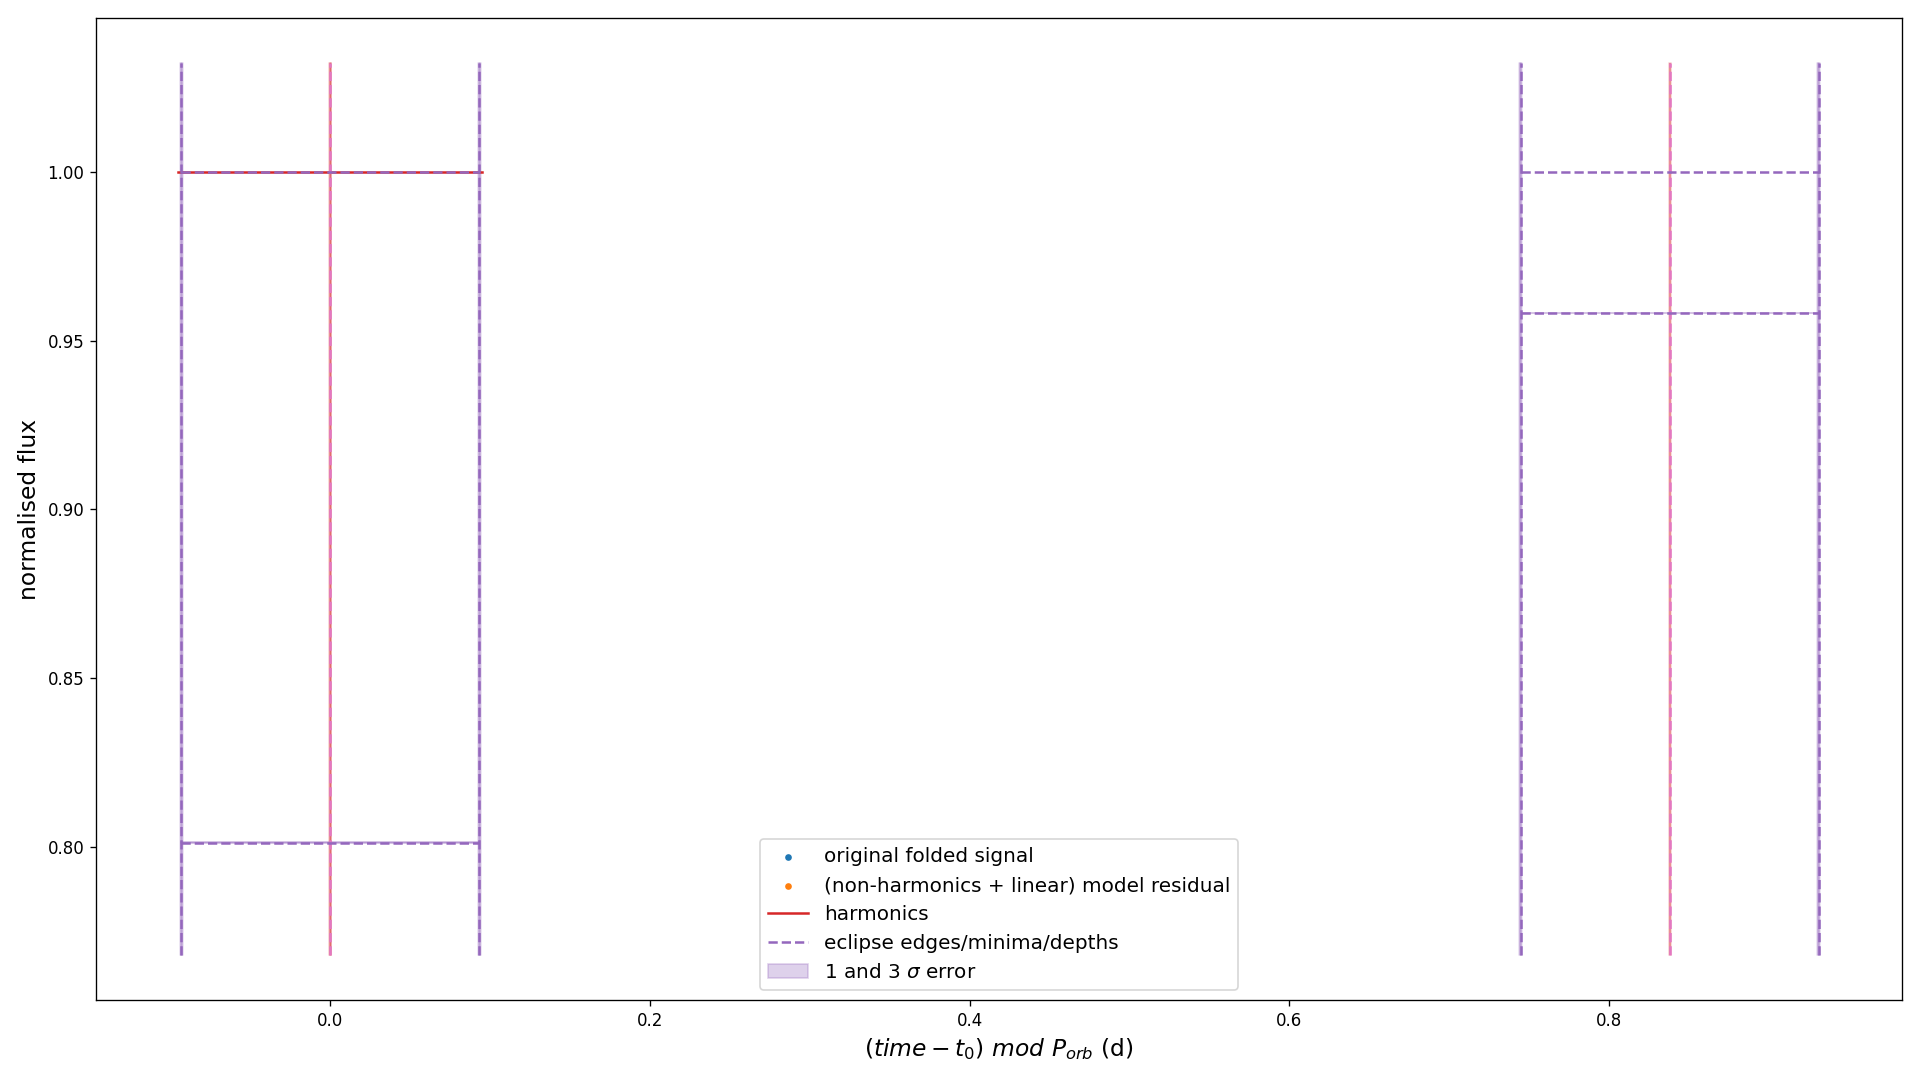 normalised flux
1.00
0.95
0.90
0.85
0.80
original folded signal
(non-harmonics + linear) model residual
harmonics
eclipse edges/minima/depths
1 and 3 σ error
0.0
0.2
0.4
0.6
0.8
(time − t₀) mod Pₒᵣb (d)